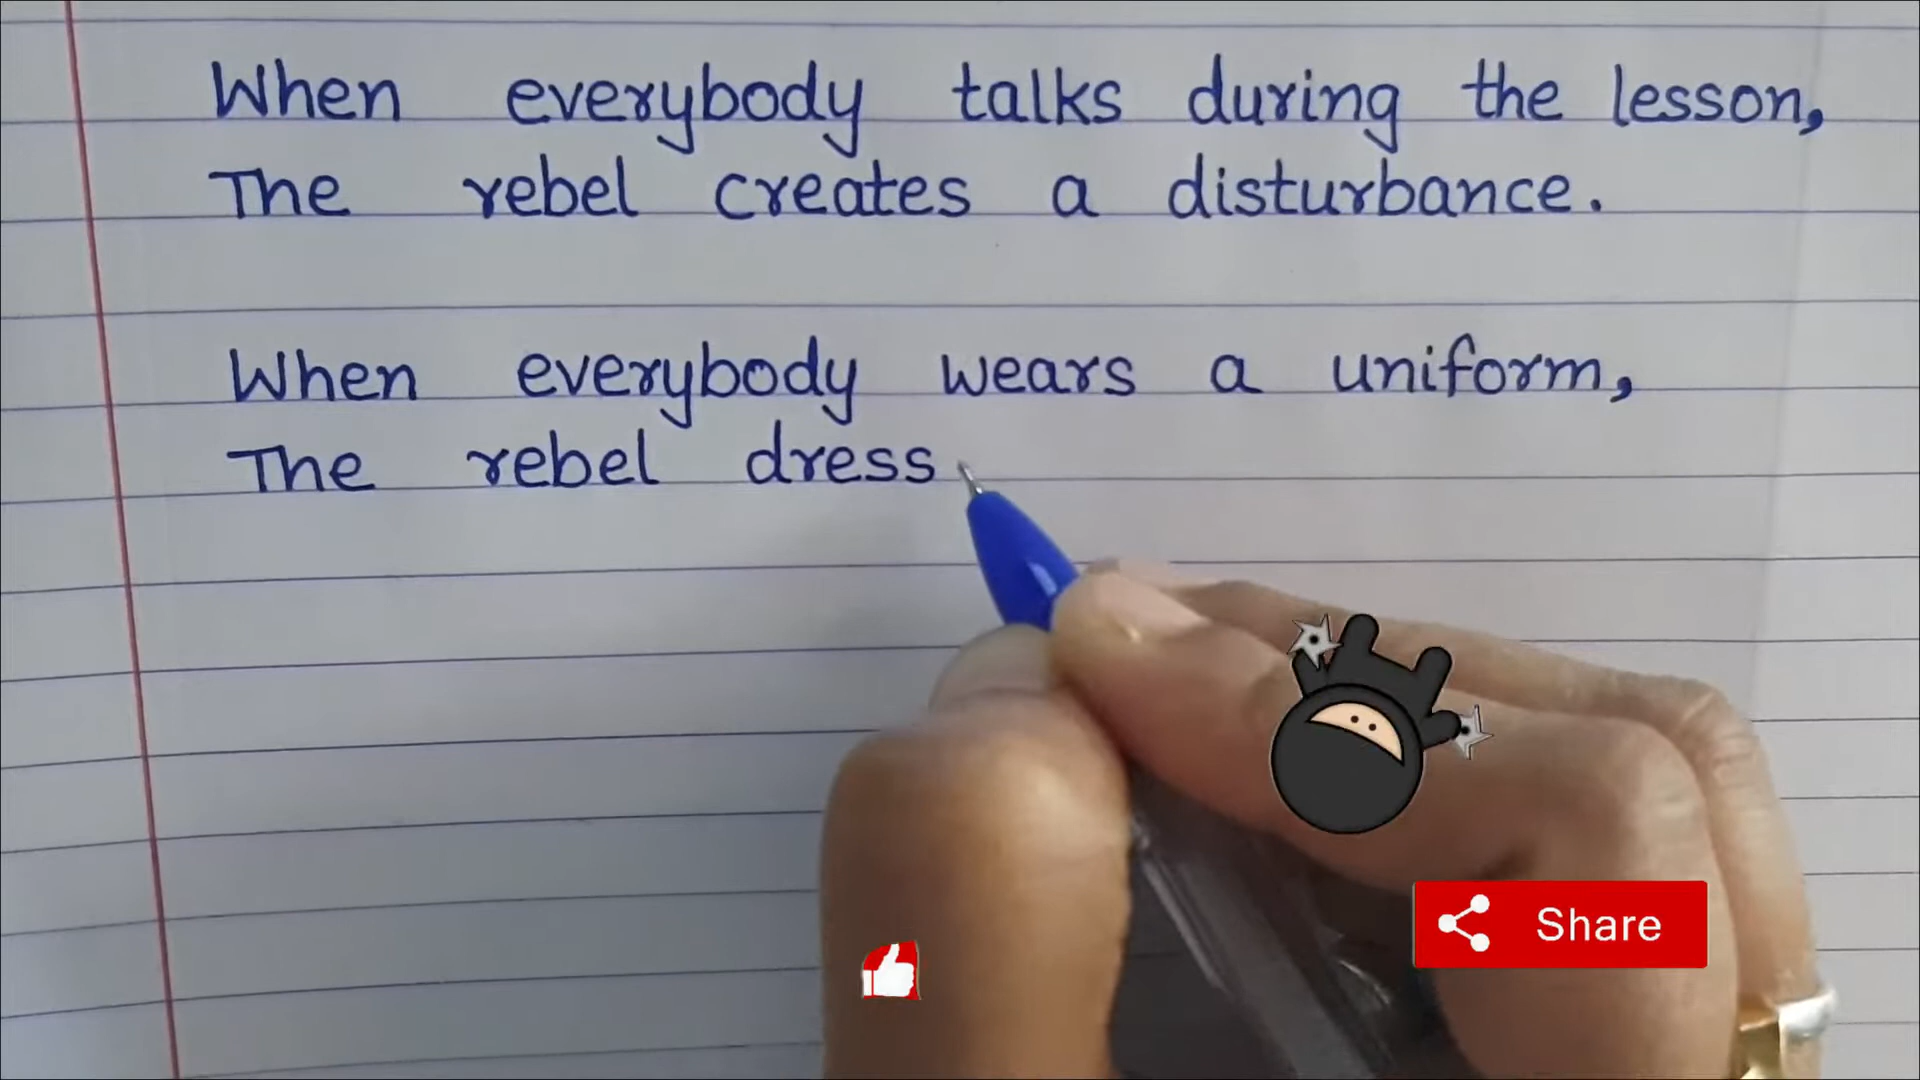 When everybody talks during the lesson,
The rebel creates a disturbance.
When everybody wears a uniform,
The rebel dress
Share